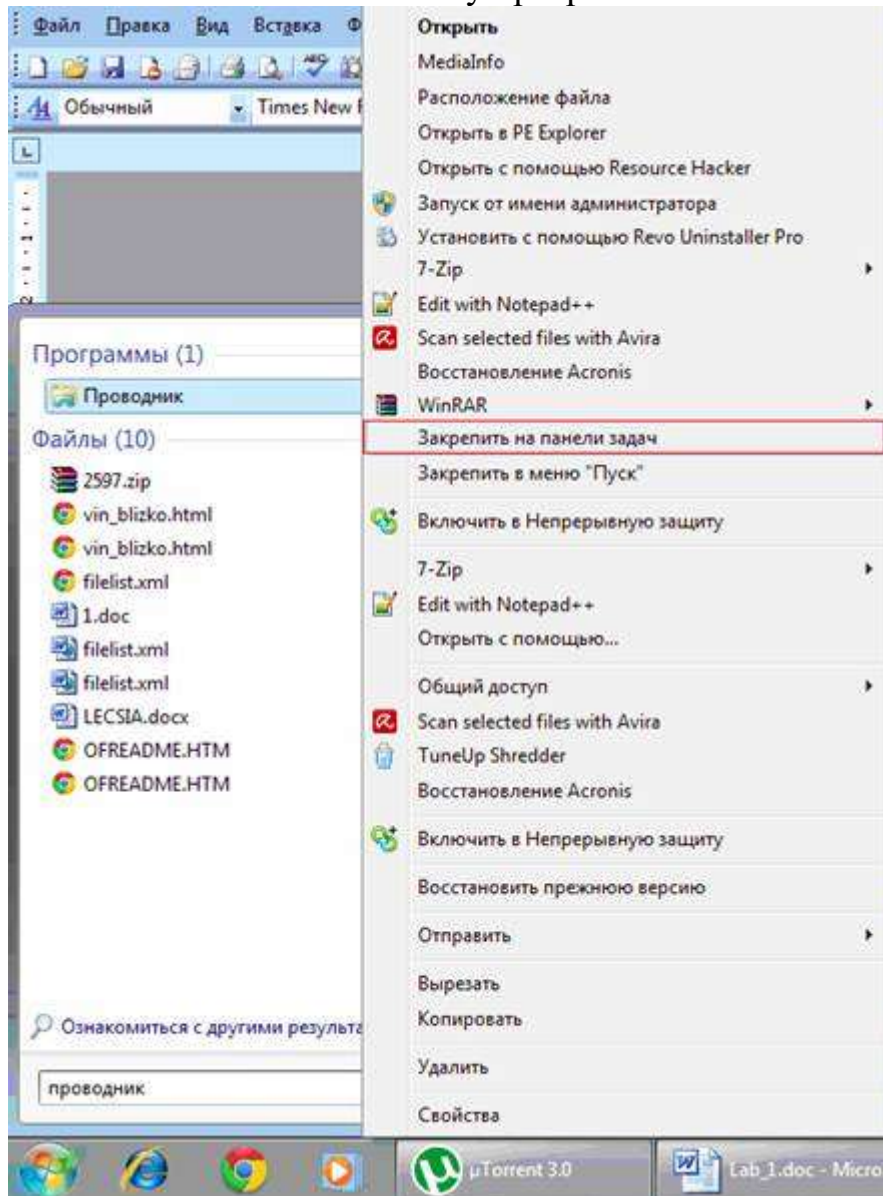 Файл Правка Вид Вставка Ф
Обычный Times New
L
Программы (1)
Проводник
Файлы (10)
2597.zip
vin_blizko.html
vin_blizko.html
filelist.xml
1.doc
filelist.xml
filelist.xml
LECSIA.docx
OFREADME.HTM
OFREADME.HTM
Ознакомиться с другими результа
проводник
Открыть
MediaInfo
Расположение файла
Открыть в PE Explorer
Открыть с помощью Resource Hacker
Запуск от имени администратора
Установить с помощью Revo Uninstaller Pro
7-Zip
Edit with Notepad++
Scan selected files with Avira
Восстановление Acronis
WinRAR
Закрепить на панели задач
Закрепить в меню "Пуск"
Включить в Непрерывную защиту
7-Zip
Edit with Notepad++
Открыть с помощью...
Общий доступ
Scan selected files with Avira
TuneUp Shredder
Восстановление Acronis
Включить в Непрерывную защиту
Восстановить прежнюю версию
Отправить
Вырезать
Копировать
Удалить
Свойства
µTorrent 3.0 Lab_1.doc - Micro